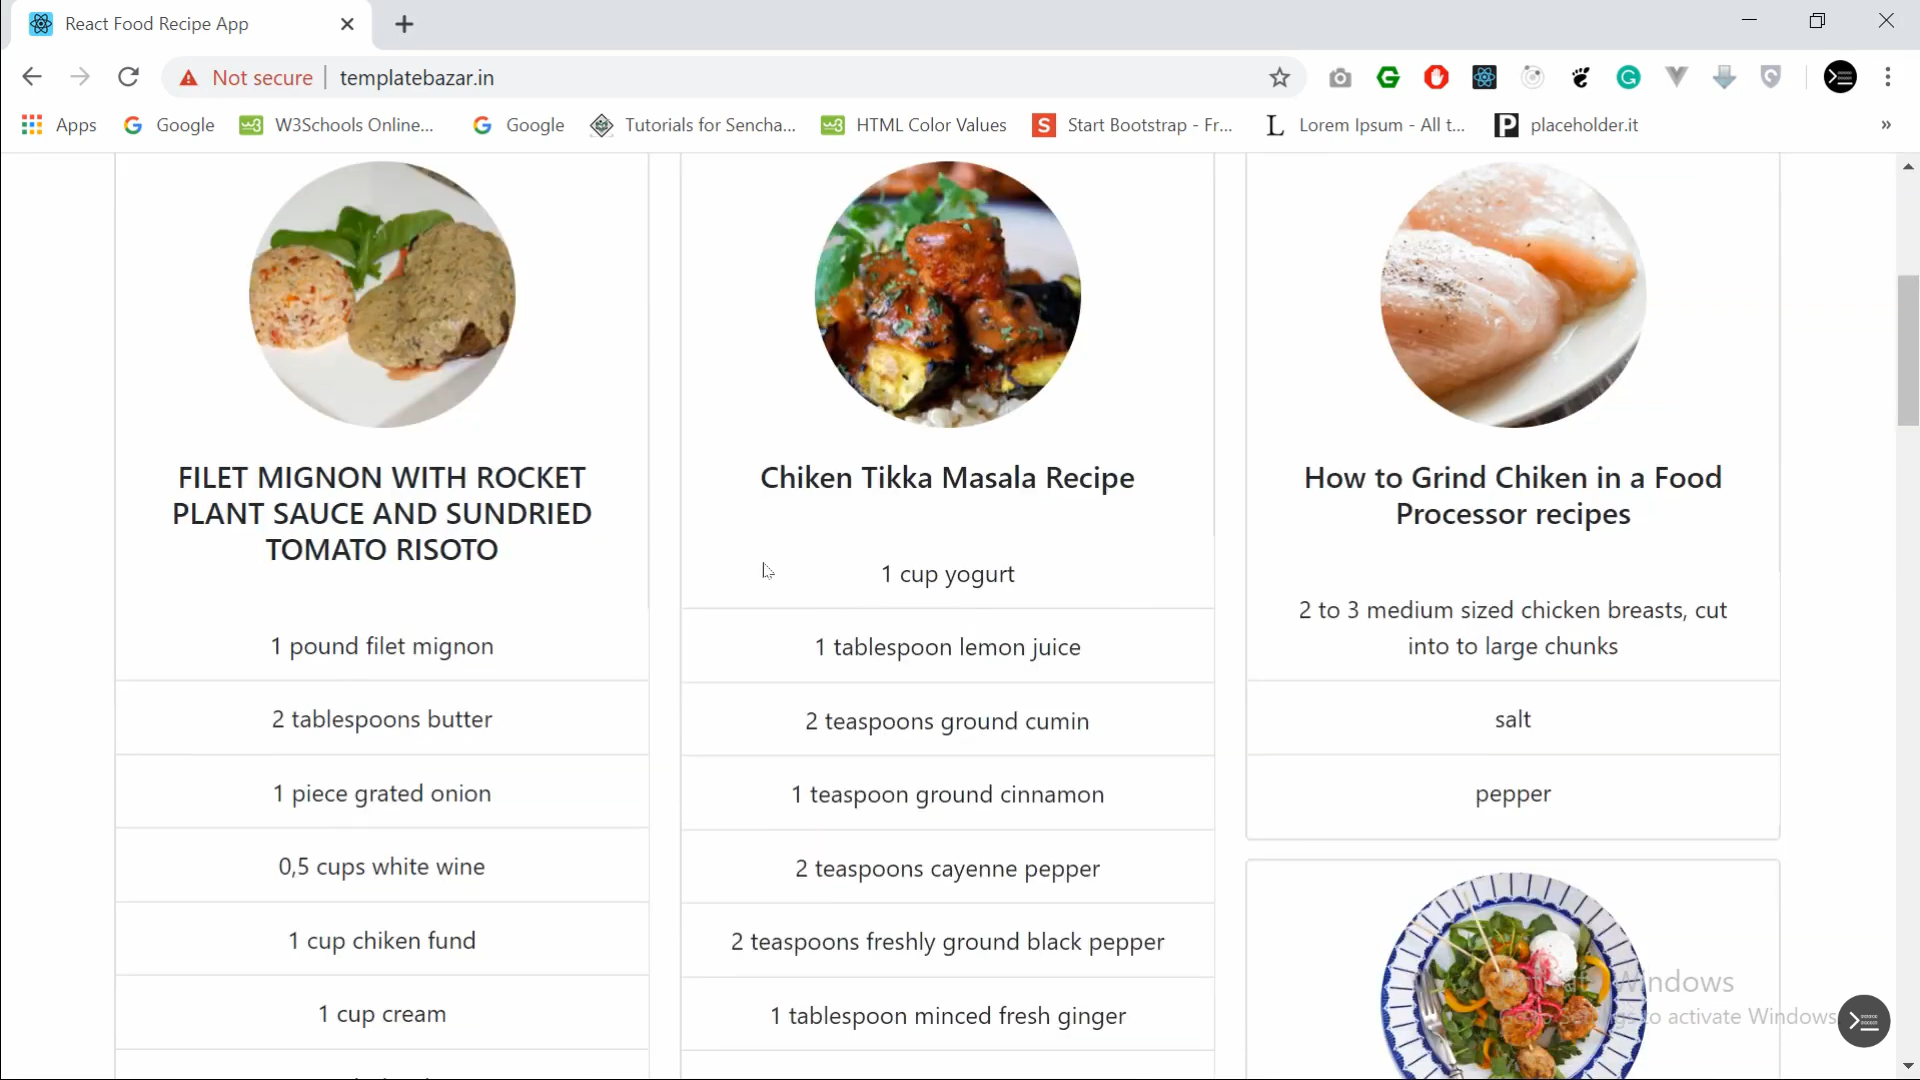 React Food Recipe App
Not secure
templatebazar.in
Apps
Google
W3Schools Online...
Google
Tutorials for Sencha...
HTML Color Values
Start Bootstrap - Fr...
Lorem Ipsum - All t...
placeholder.it
FILET MIGNON WITH ROCKET
PLANT SAUCE AND SUNDRIED
TOMATO RISOTO
1 pound filet mignon
2 tablespoons butter
1 piece grated onion
0,5 cups white wine
1 cup chiken fund
1 cup cream
Chiken Tikka Masala Recipe
1 cup yogurt
1 tablespoon lemon juice
2 teaspoons ground cumin
1 teaspoon ground cinnamon
2 teaspoons cayenne pepper
2 teaspoons freshly ground black pepper
1 tablespoon minced fresh ginger
How to Grind Chiken in a Food
Processor recipes
2 to 3 medium sized chicken breasts, cut
into to large chunks
salt
pepper
Windows
to activate Windows